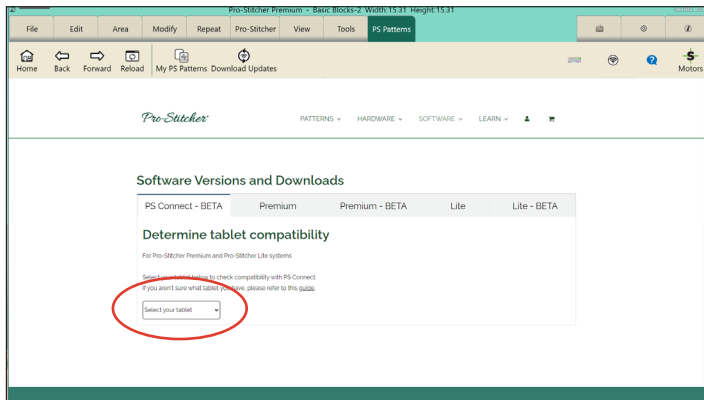 Pro-Stitcher Premium - Basic Blocks-2 Width:15.31 Height:15.31
File Edit Area Modify Repeat Pro-Stitcher View Tools PS Patterns
Home Back Forward Reload My PS Patterns Download Updates Motors
Pro-Stitcher PATTERNS HARDWARE SOFTWARE LEARN
Software Versions and Downloads
PS Connect - BETA Premium Premium - BETA Lite Lite - BETA
Determine tablet compatibility
For Pro-Stitcher Premium and Pro-Stitcher Lite systems
Select your tablet below to check compatibility with PS Connect.
If you aren't sure what tablet you have, please refer to this guide.
Select your tablet